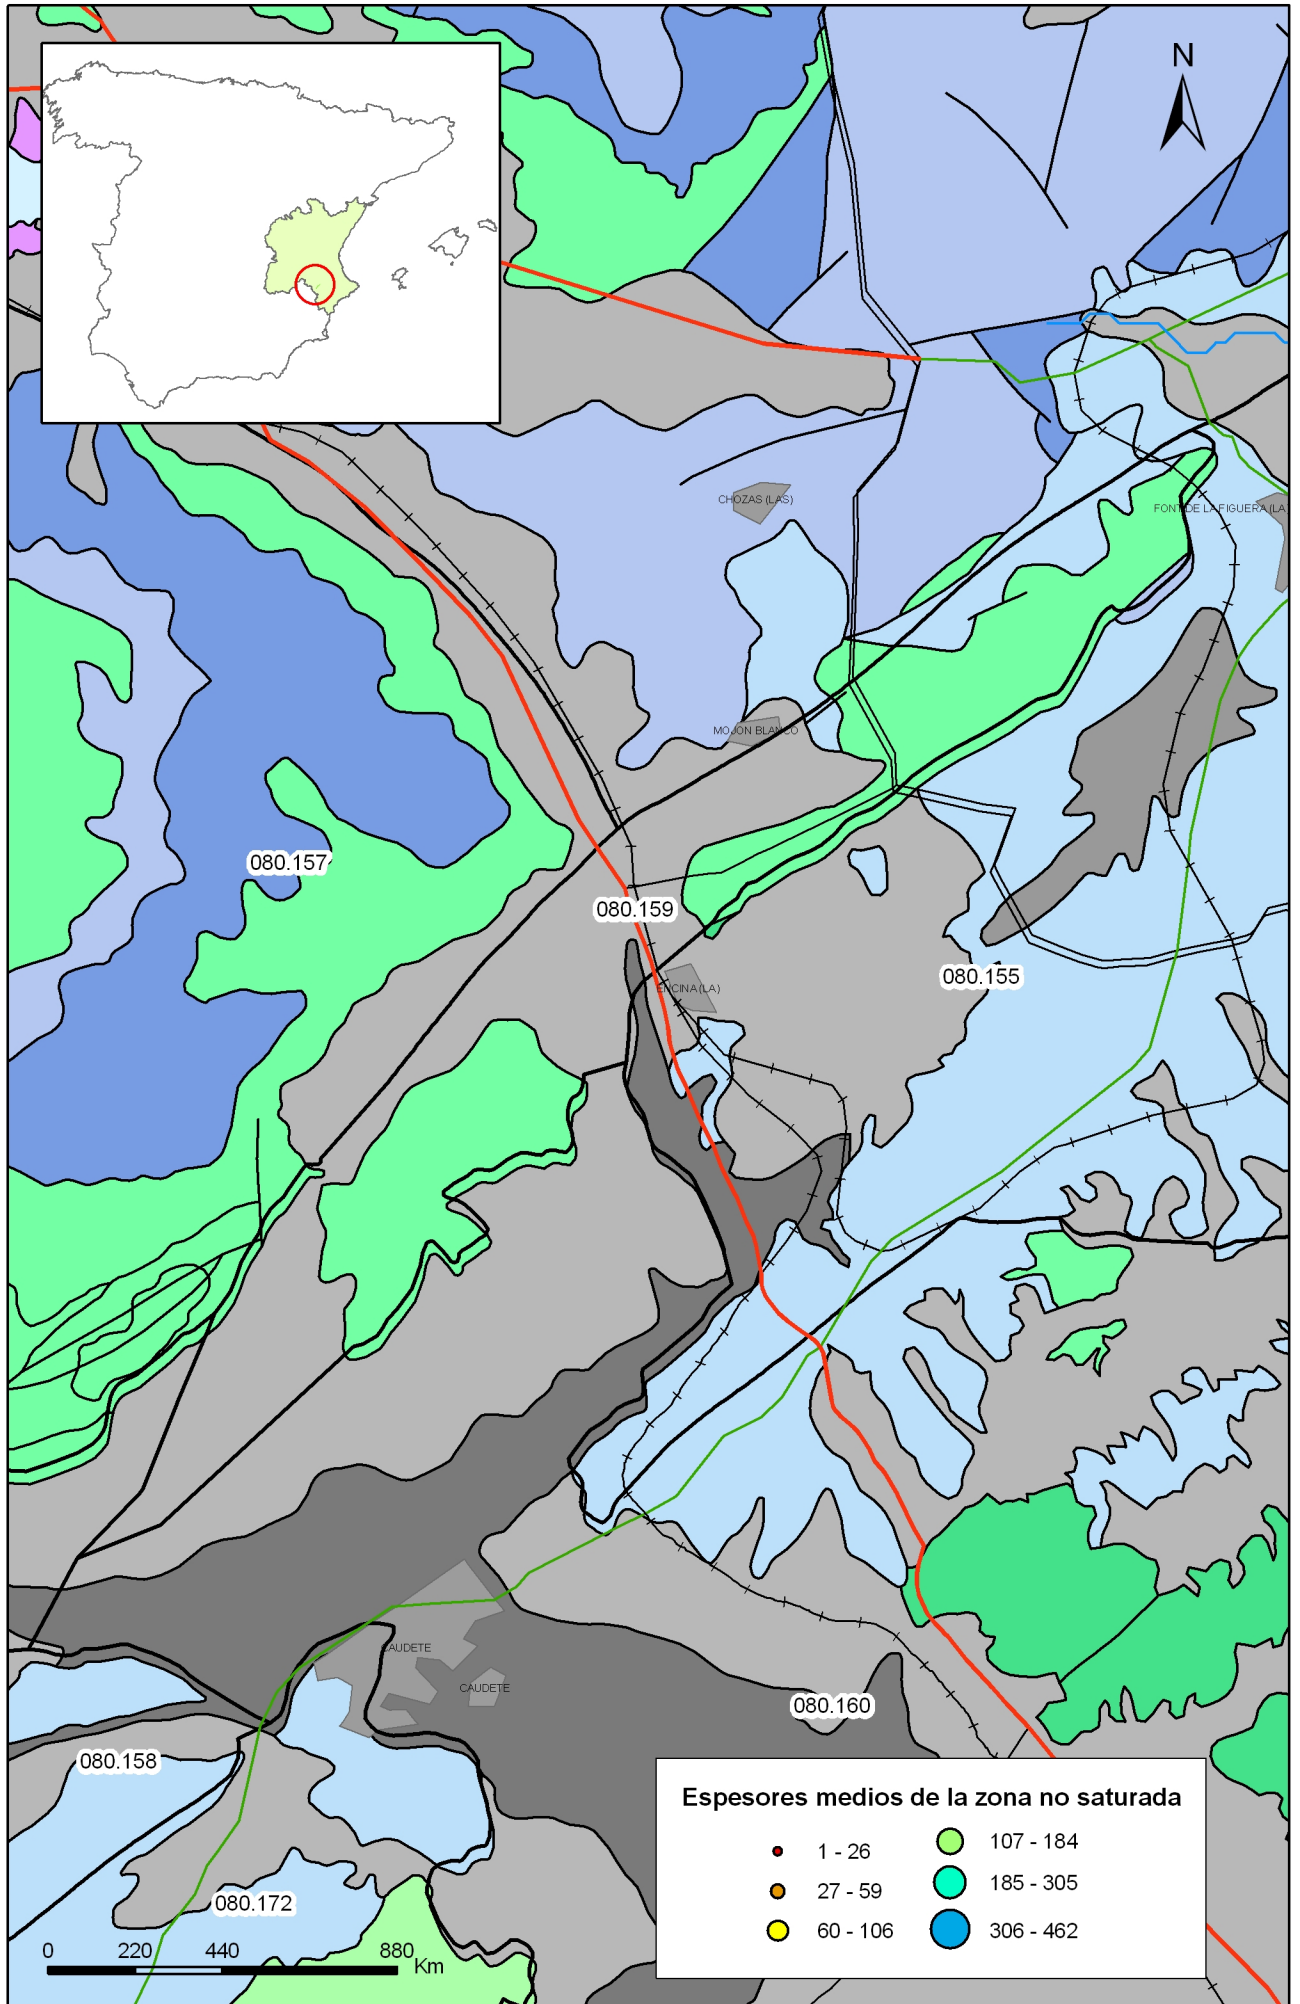 N
CHOZAS (LAS)
FONT DE LA FIGUERA (LA
MOJON BLANCO
080.157
080.159
080.155
ENCINA (LA)
CAUDETE
CAUDETE
080.160
080.158
080.172
0 220 440 880
Km
Espesores medios de la zona no saturada
1 - 26
27 - 59
60 - 106
107 - 184
185 - 305
306 - 462